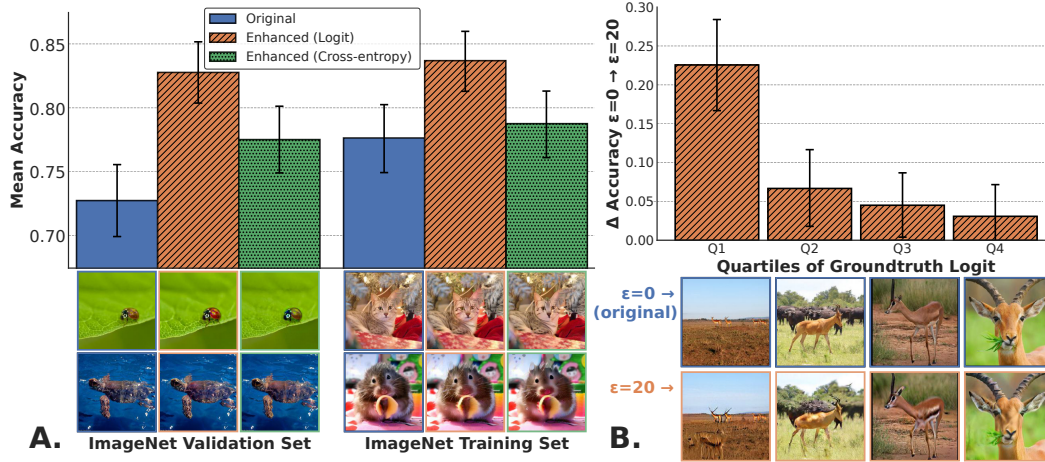 Original
Enhanced (Logit)
Enhanced (Cross-entropy)
Mean Accuracy
0.85
0.80
0.75
0.70
ImageNet Validation Set
ImageNet Training Set
A.
Δ Accuracy ε=0 → ε=20
0.30
0.25
0.20
0.15
0.10
0.05
0.00
Q1 Q2 Q3 Q4
Quartiles of Groundtruth Logit
ε=0 →
(original)
ε=20 →
B.